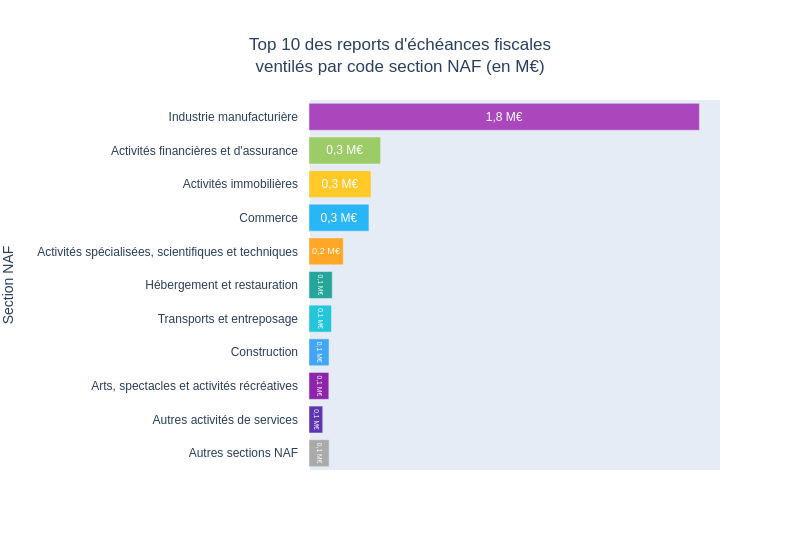 Top 10 des reports d'échéances fiscales
ventilés par code section NAF (en M€)
Section NAF
Industrie manufacturière 1,8 M€
Activités financières et d'assurance 0,3 M€
Activités immobilières 0,3 M€
Commerce 0,3 M€
Activités spécialisées, scientifiques et techniques 0,2 M€
Hébergement et restauration 0,1 M€
Transports et entreposage 0,1 M€
Construction 0,1 M€
Arts, spectacles et activités récréatives 0,1 M€
Autres activités de services 0,1 M€
Autres sections NAF 0,1 M€